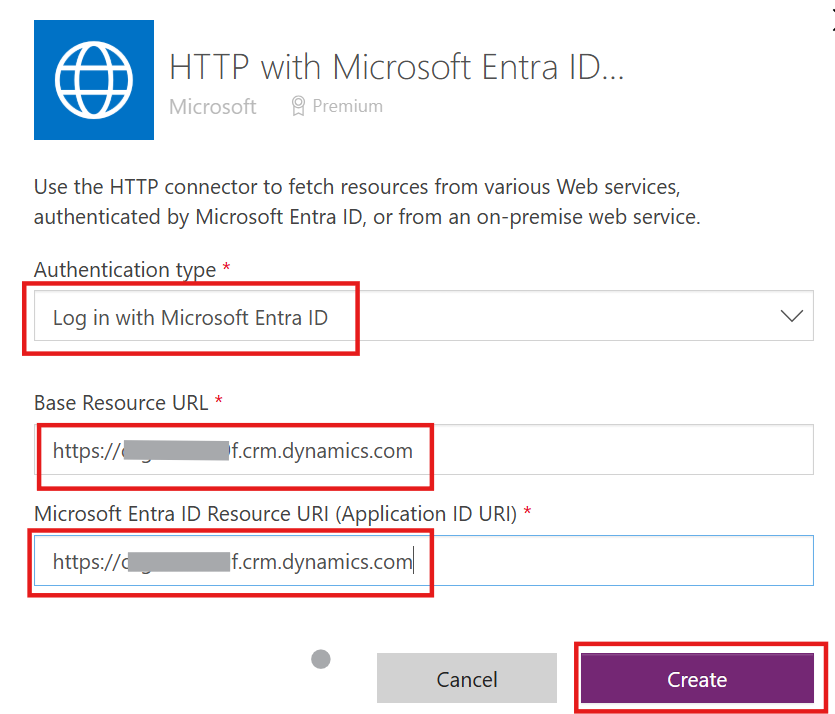 HTTP with Microsoft Entra ID...
Microsoft Premium
Use the HTTP connector to fetch resources from various Web services,
authenticated by Microsoft Entra ID, or from an on-premise web service.
Authentication type *
Log in with Microsoft Entra ID
Base Resource URL *
https:// f.crm.dynamics.com
Microsoft Entra ID Resource URI (Application ID URI) *
https:// f.crm.dynamics.com
Cancel Create